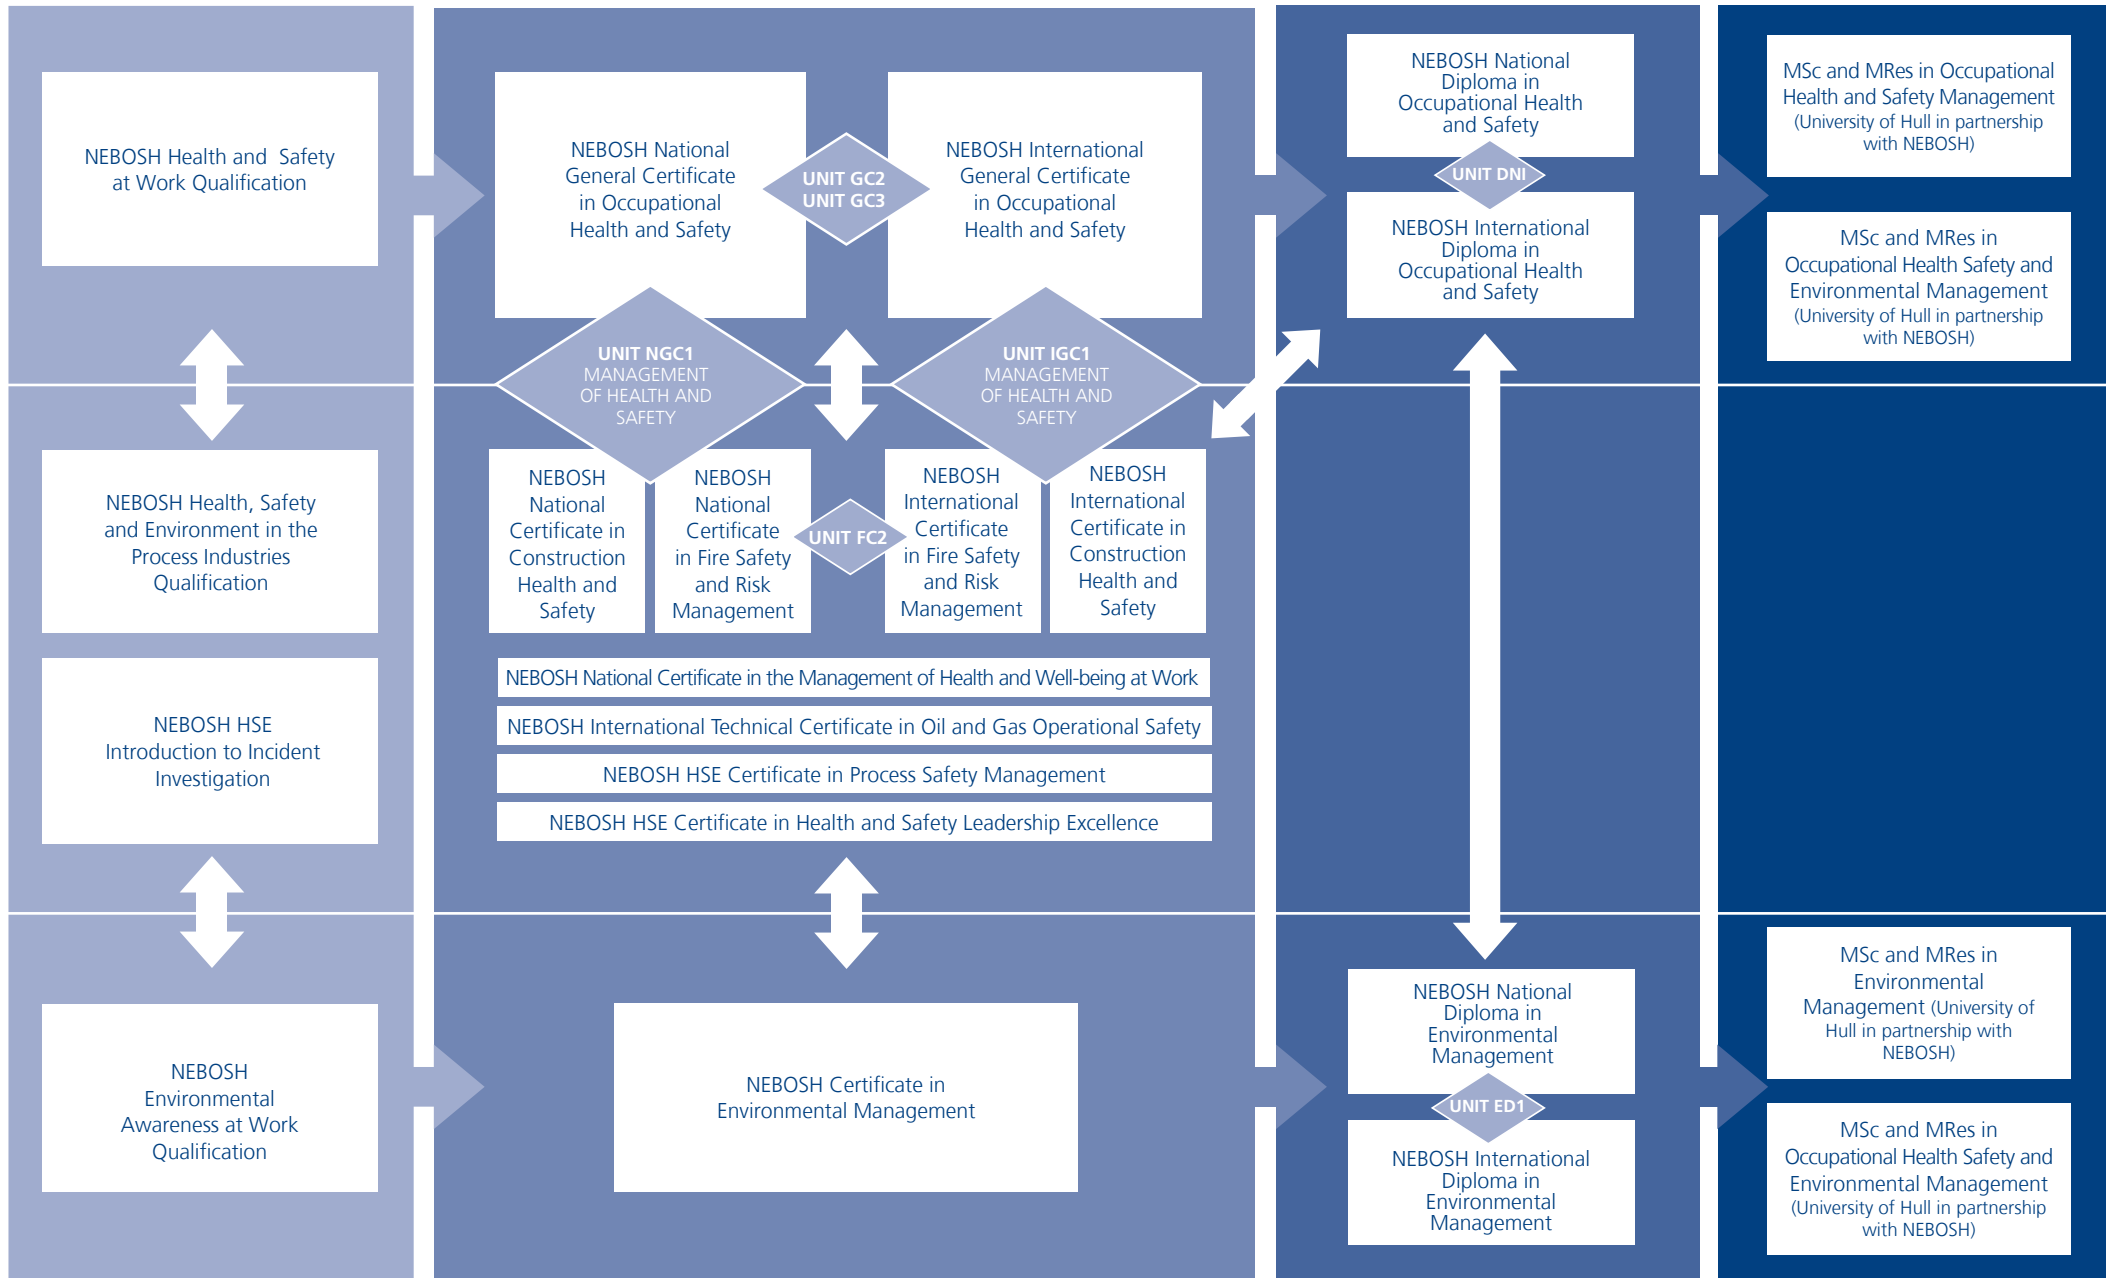 NEBOSH Health and Safety
at Work Qualification
NEBOSH National
General Certificate
in Occupational
Health and Safety
UNIT GC2
UNIT GC3
NEBOSH International
General Certificate
in Occupational
Health and Safety
NEBOSH National
Diploma in
Occupational Health
and Safety
UNIT DNI
NEBOSH International
Diploma in
Occupational Health
and Safety
MSc and MRes in Occupational
Health and Safety Management
(University of Hull in partnership
with NEBOSH)
MSc and MRes in
Occupational Health Safety and
Environmental Management
(University of Hull in partnership
with NEBOSH)
UNIT NGC1
MANAGEMENT
OF HEALTH AND
SAFETY
UNIT IGC1
MANAGEMENT
OF HEALTH AND
SAFETY
NEBOSH Health, Safety
and Environment in the
Process Industries
Qualification
NEBOSH
National
Certificate in
Construction
Health and
Safety
NEBOSH
National
Certificate
in Fire Safety
and Risk
Management
UNIT FC2
NEBOSH
International
Certificate
in Fire Safety
and Risk
Management
NEBOSH
International
Certificate in
Construction
Health and
Safety
NEBOSH HSE
Introduction to Incident
Investigation
NEBOSH National Certificate in the Management of Health and Well-being at Work
NEBOSH International Technical Certificate in Oil and Gas Operational Safety
NEBOSH HSE Certificate in Process Safety Management
NEBOSH HSE Certificate in Health and Safety Leadership Excellence
NEBOSH
Environmental
Awareness at Work
Qualification
NEBOSH Certificate in
Environmental Management
NEBOSH National
Diploma in
Environmental
Management
UNIT ED1
NEBOSH International
Diploma in
Environmental
Management
MSc and MRes in
Environmental
Management (University of
Hull in partnership with
NEBOSH)
MSc and MRes in
Occupational Health Safety and
Environmental Management
(University of Hull in partnership
with NEBOSH)